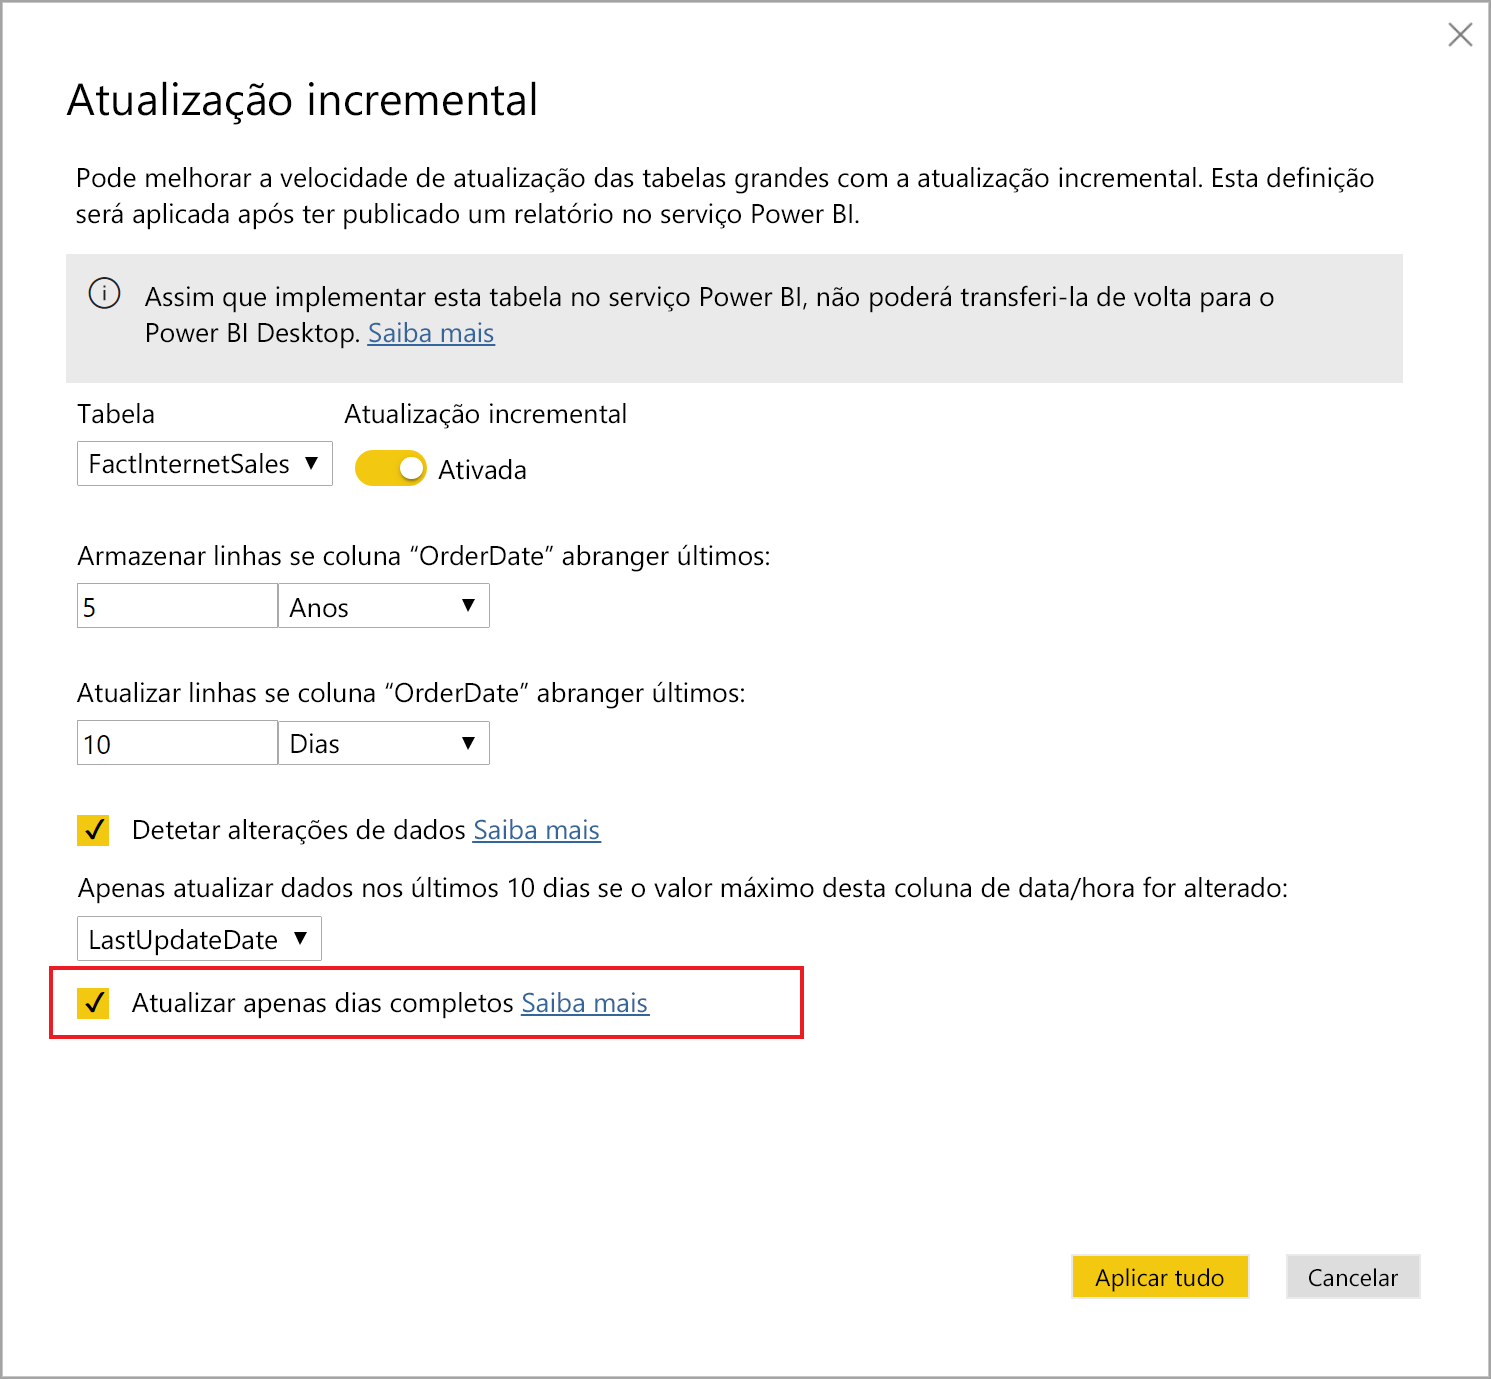 Atualização incremental
Pode melhorar a velocidade de atualização das tabelas grandes com a atualização incremental. Esta definição
será aplicada após ter publicado um relatório no serviço Power BI.
Assim que implementar esta tabela no serviço Power BI, não poderá transferi-la de volta para o
Power BI Desktop. Saiba mais
Tabela Atualização incremental
FactInternetSales Ativada
Armazenar linhas se coluna “OrderDate” abranger últimos:
5 Anos
Atualizar linhas se coluna “OrderDate” abranger últimos:
10 Dias
Detetar alterações de dados Saiba mais
Apenas atualizar dados nos últimos 10 dias se o valor máximo desta coluna de data/hora for alterado:
LastUpdateDate
Atualizar apenas dias completos Saiba mais
Aplicar tudo Cancelar